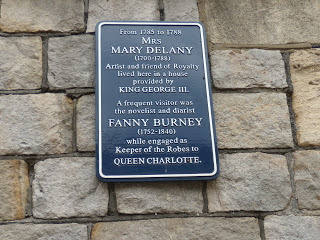 From 1785 to 1788
MRS
MARY DELANY
(1700-1788)
Artist and friend of Royalty
lived here in a house
provided by
KING GEORGE III.
A frequent visitor was
the novelist and diarist
FANNY BURNEY
(1752-1840)
while engaged as
Keeper of the Robes to
QUEEN CHARLOTTE.